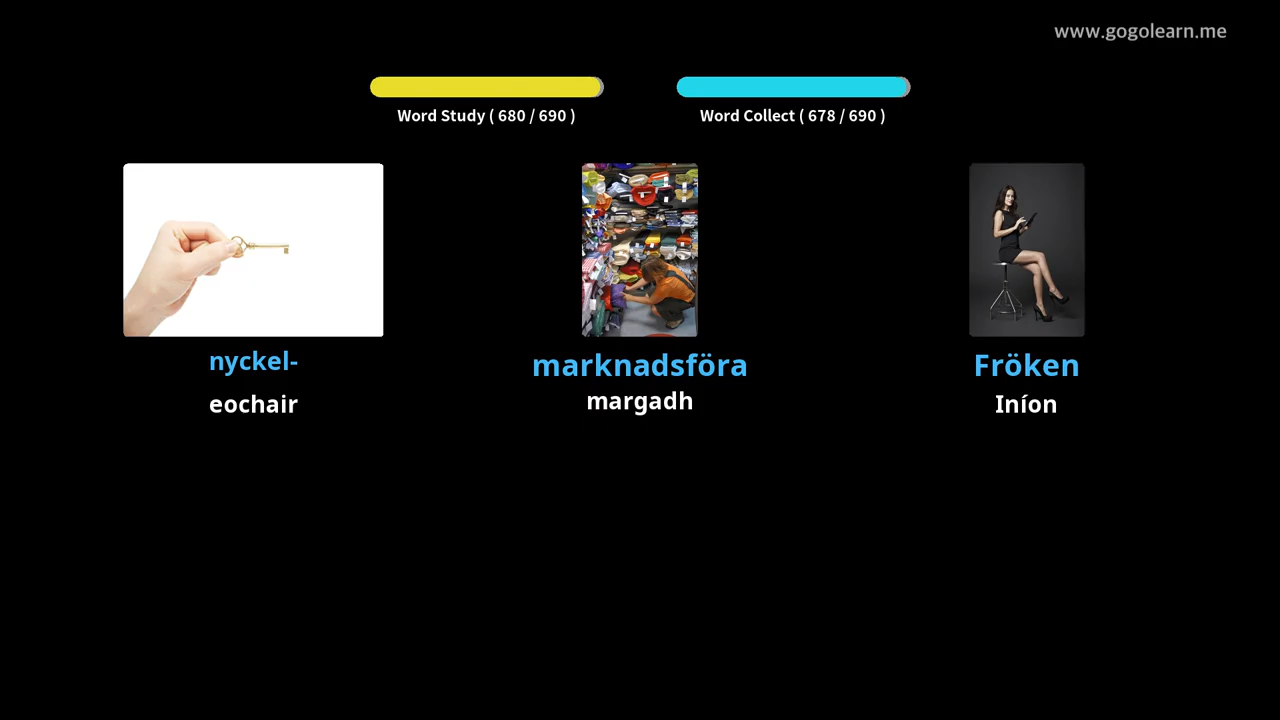 www.gogolearn.me
Word Study ( 680 / 690 )
Word Collect ( 678 / 690 )
nyckel-
eochair
marknadsföra
margadh
Fröken
Iníon